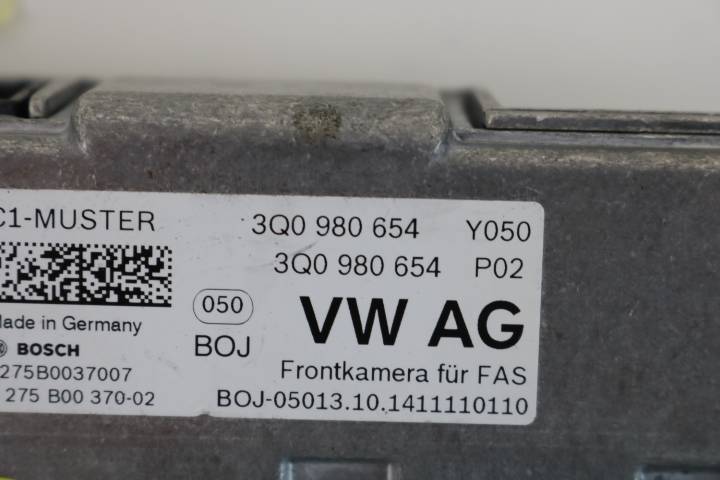 C1-MUSTER 3Q0 980 654 Y050
3Q0 980 654 P02
050
VW AG
Made in Germany
BOJ
BOSCH
Frontkamera für FAS
275B0037007
275 B00 370-02
BOJ-05013.10.1411110110